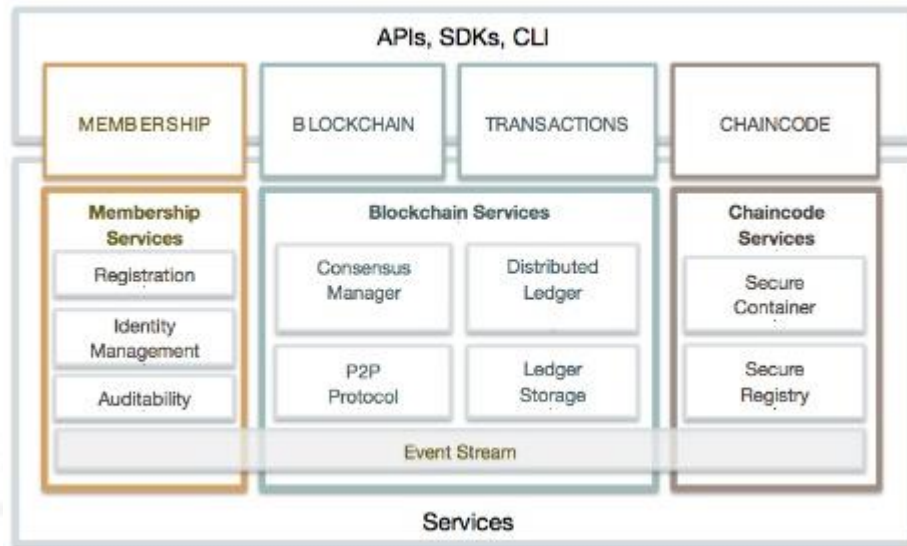 APIs, SDKs, CLI
MEMBERSHIP
BLOCKCHAIN
TRANSACTIONS
CHAINCODE
Membership
Services
Registration
Identity
Management
Auditability
Blockchain Services
Consensus
Manager
Distributed
Ledger
P2P
Protocol
Ledger
Storage
Chaincode
Services
Secure
Container
Secure
Registry
Event Stream
Services